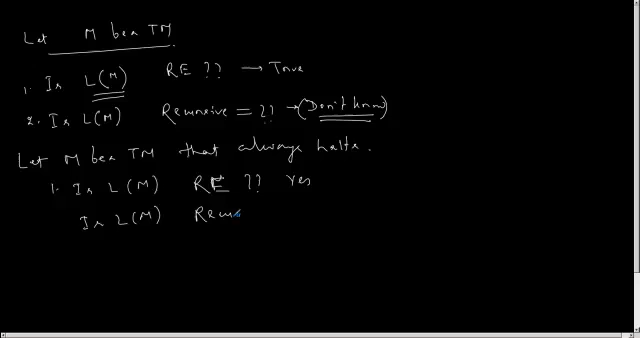 Let M be a TM.
1. Is L(M) RE ?? → True
2. Is L(M) Recursive = ?? → (Don't know)
Let M be a TM that always halts.
1. Is L(M) RE ?? Yes
Is L(M) Recu